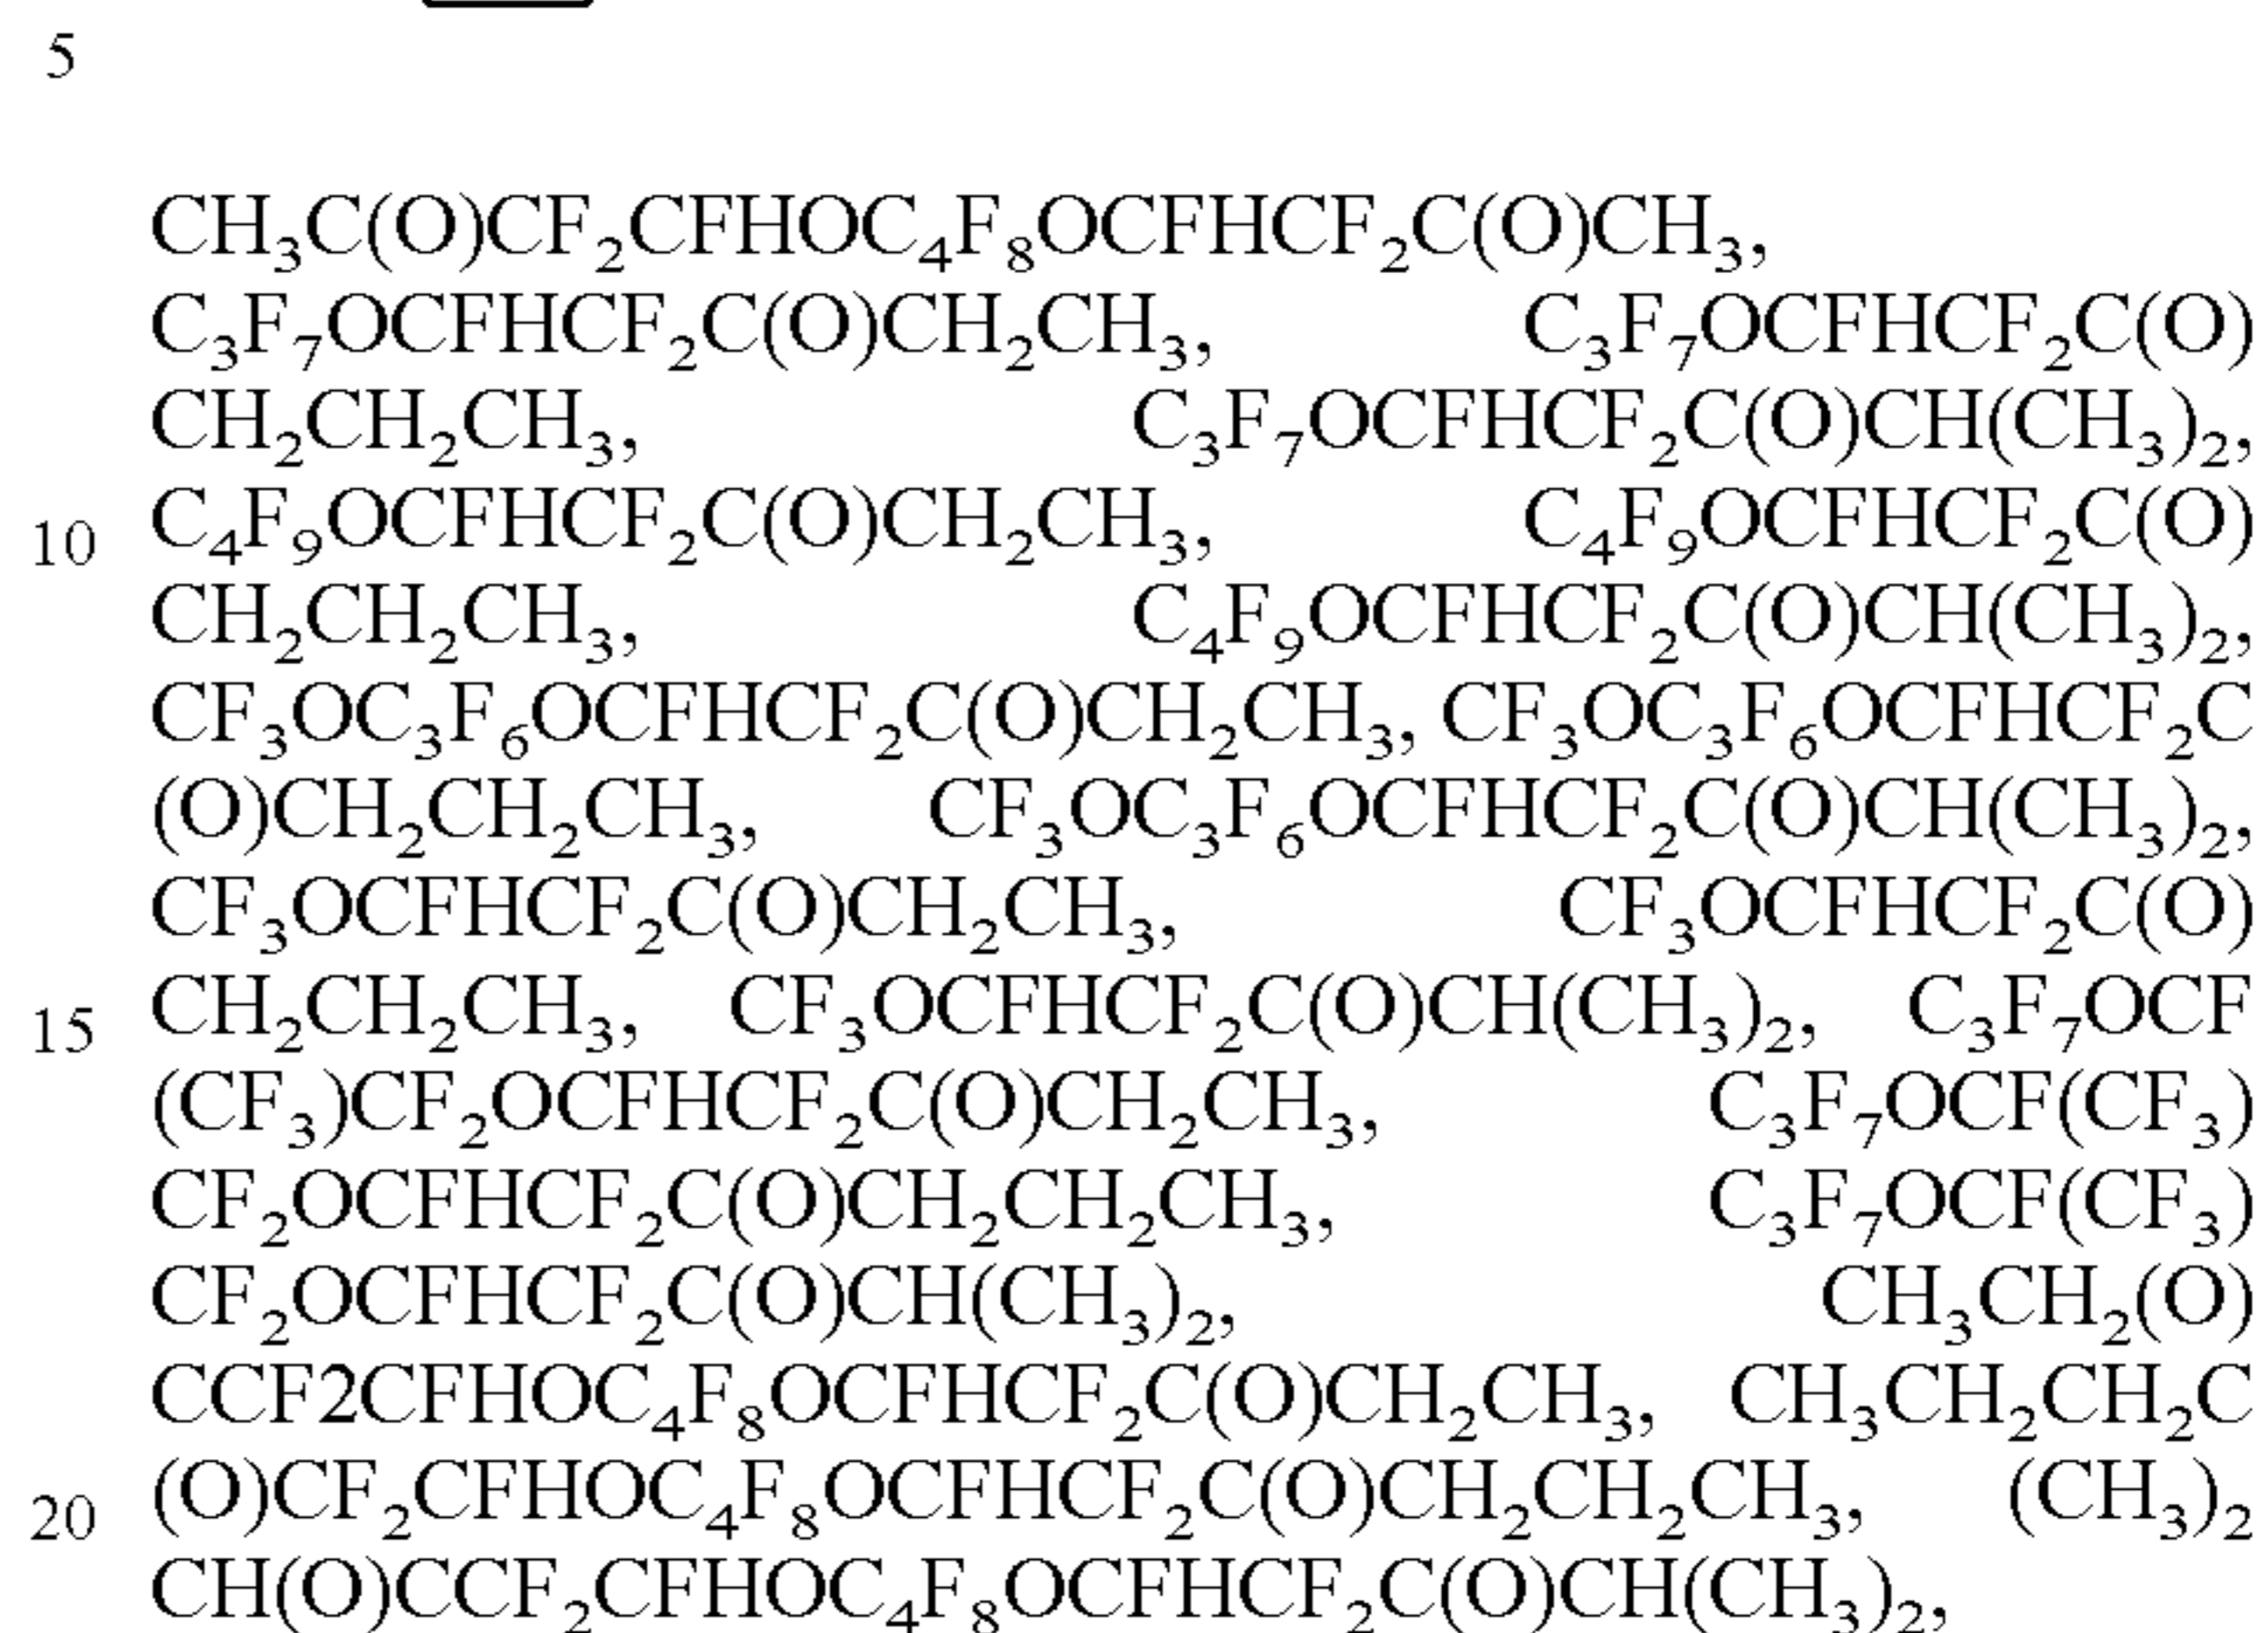 5
CH₃C(O)CF₂CFHOC₄F₈OCFHCF₂C(O)CH₃,
C₃F₇OCFHCF₂C(O)CH₂CH₃, C₃F₇OCFHCF₂C(O)
CH₂CH₂CH₃, C₃F₇OCFHCF₂C(O)CH(CH₃)₂,
10 C₄F₉OCFHCF₂C(O)CH₂CH₃, C₄F₉OCFHCF₂C(O)
CH₂CH₂CH₃, C₄F₉OCFHCF₂C(O)CH(CH₃)₂,
CF₃OC₃F₆OCFHCF₂C(O)CH₂CH₃, CF₃OC₃F₆OCFHCF₂C
(O)CH₂CH₂CH₃, CF₃OC₃F₆OCFHCF₂C(O)CH(CH₃)₂,
CF₃OCFHCF₂C(O)CH₂CH₃, CF₃OCFHCF₂C(O)
15 CH₂CH₂CH₃, CF₃OCFHCF₂C(O)CH(CH₃)₂, C₃F₇OCF
(CF₃)CF₂OCFHCF₂C(O)CH₂CH₃, C₃F₇OCF(CF₃)
CF₂OCFHCF₂C(O)CH₂CH₂CH₃, C₃F₇OCF(CF₃)
CF₂OCFHCF₂C(O)CH(CH₃)₂, CH₃CH₂(O)
CCF2CFHOC₄F₈OCFHCF₂C(O)CH₂CH₃, CH₃CH₂CH₂C
20 (O)CF₂CFHOC₄F₈OCFHCF₂C(O)CH₂CH₂CH₃, (CH₃)₂
CH(O)CCF₂CFHOC₄F₈OCFHCF₂C(O)CH(CH₃)₂,